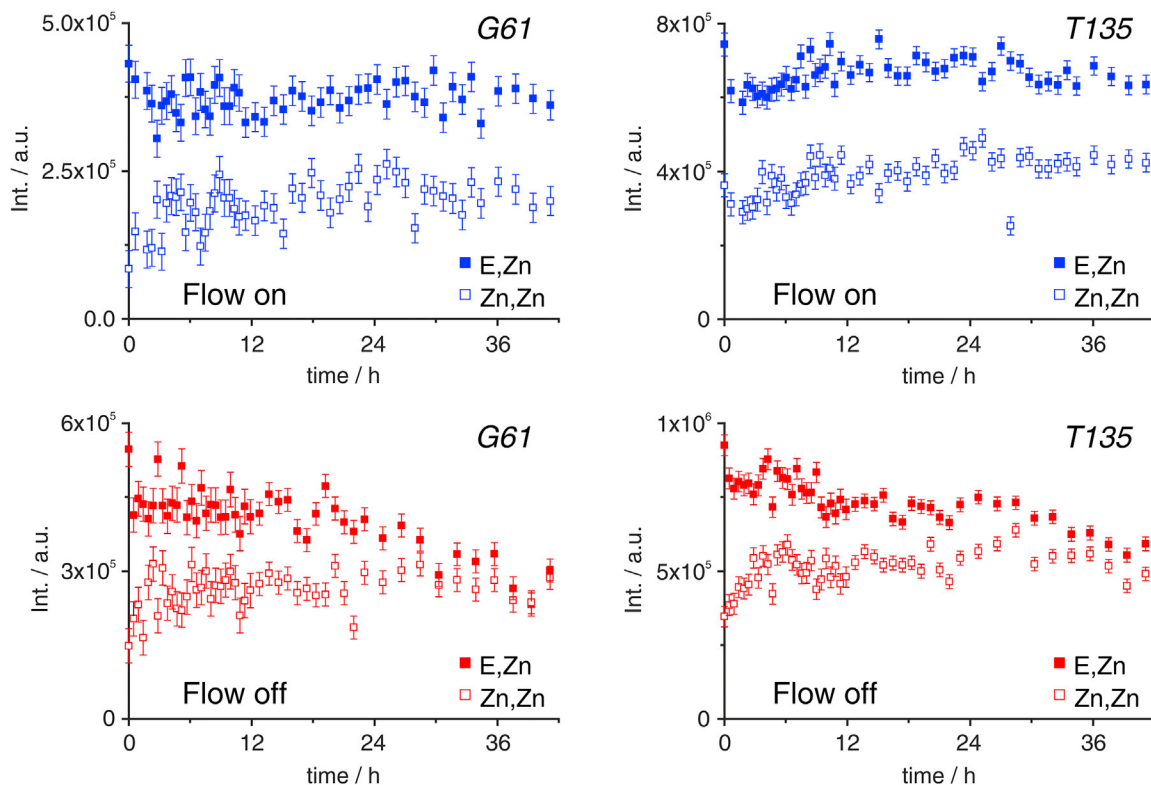 G61
5.0x10⁵
2.5x10⁵
0.0
Int. / a.u.
E,Zn
Zn,Zn
Flow on
0 12 24 36
time / h
T135
8x10⁵
4x10⁵
0
Int. / a.u.
E,Zn
Zn,Zn
Flow on
0 12 24 36
time / h
G61
6x10⁵
3x10⁵
0
Int. / a.u.
E,Zn
Zn,Zn
Flow off
0 12 24 36
time / h
T135
1x10⁶
5x10⁵
0
Int. / a.u.
E,Zn
Zn,Zn
Flow off
0 12 24 36
time / h